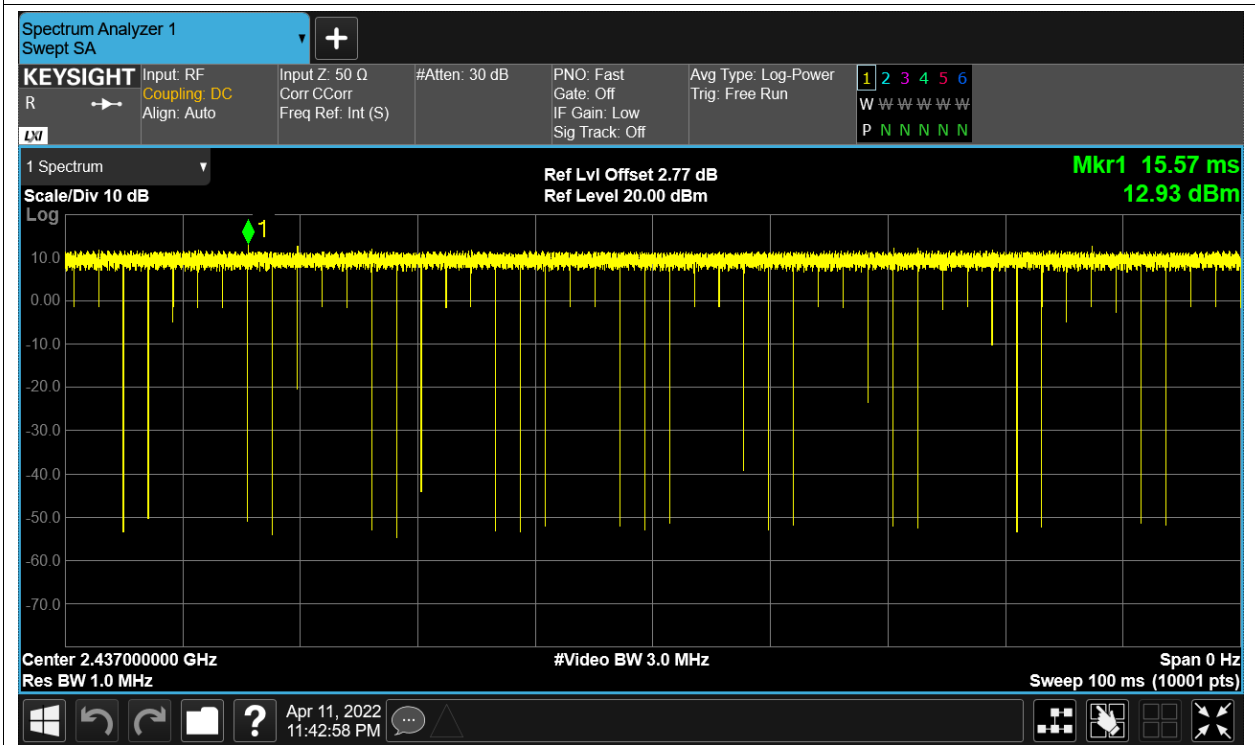 Spectrum Analyzer 1
Swept SA
+
KEYSIGHT
R
LXI
Input: RF
Coupling: DC
Align: Auto
Input Z: 50 Ω
Corr CCorr
Freq Ref: Int (S)
#Atten: 30 dB
PNO: Fast
Gate: Off
IF Gain: Low
Sig Track: Off
Avg Type: Log-Power
Trig: Free Run
1 2 3 4 5 6
W W W W W W
P N N N N N
1 Spectrum
Scale/Div 10 dB
Ref Lvl Offset 2.77 dB
Ref Level 20.00 dBm
Mkr1 15.57 ms
12.93 dBm
Log
1
10.0
0.00
-10.0
-20.0
-30.0
-40.0
-50.0
-60.0
-70.0
Center 2.437000000 GHz
Res BW 1.0 MHz
#Video BW 3.0 MHz
Span 0 Hz
Sweep 100 ms (10001 pts)
?
Apr 11, 2022
11:42:58 PM